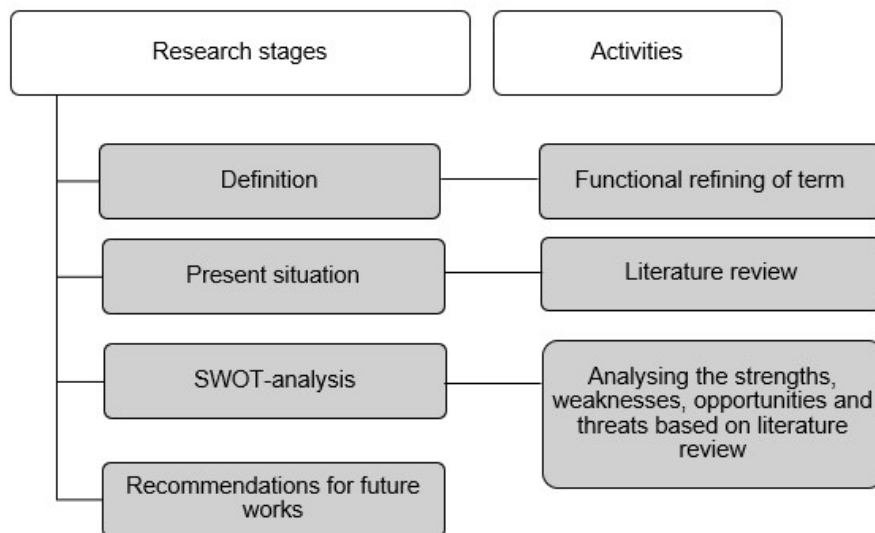 Research stages
Activities
Definition
Functional refining of term
Present situation
Literature review
SWOT-analysis
Analysing the strengths,
weaknesses, opportunities and
threats based on literature
review
Recommendations for future
works